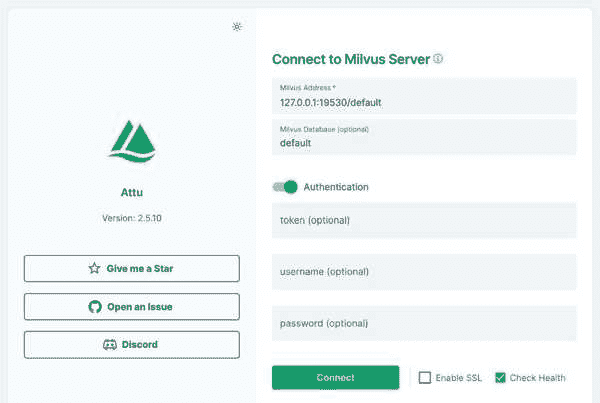 Attu
Version: 2.5.10
Give me a Star
Open an Issue
Discord
Connect to Milvus Server
Milvus Address *
127.0.0.1:19530/default
Milvus Database (optional)
default
Authentication
token (optional)
username (optional)
password (optional)
Connect
Enable SSL
Check Health